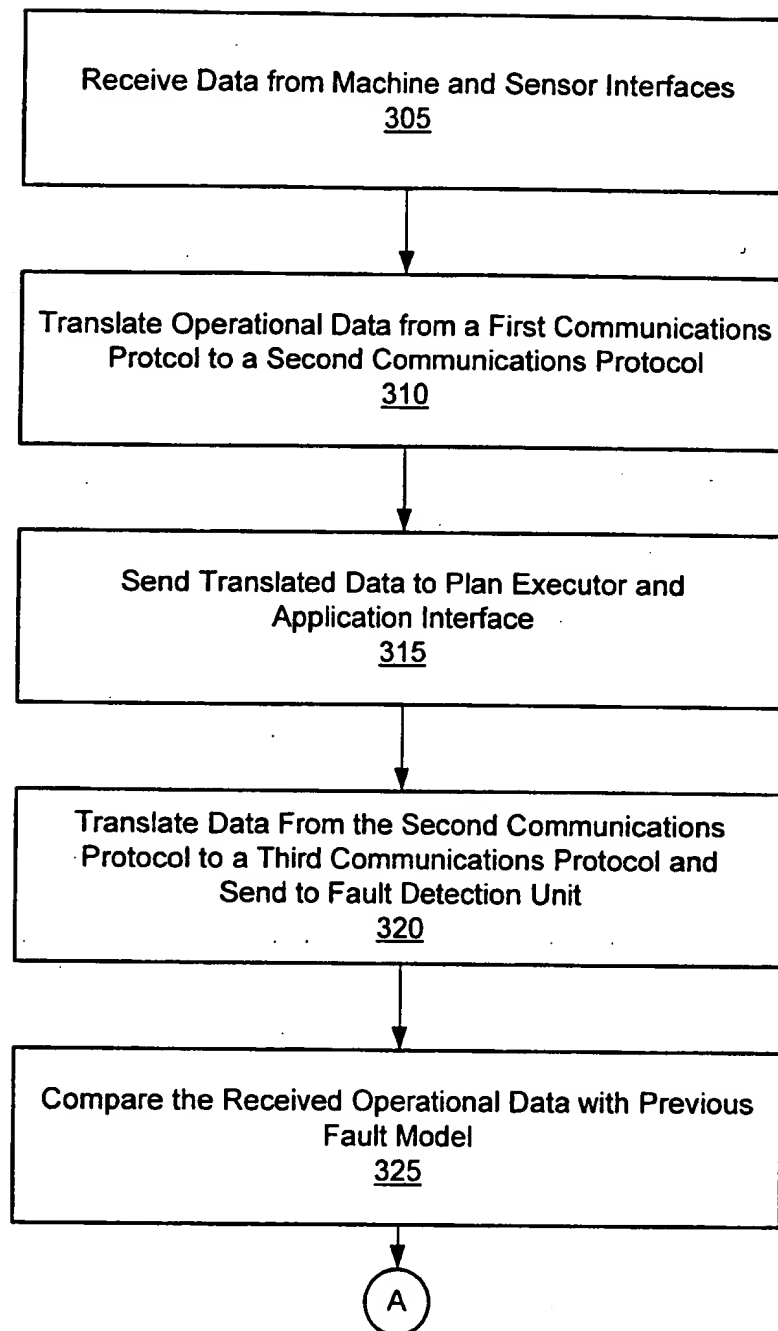 Receive Data from Machine and Sensor Interfaces
305
Translate Operational Data from a First Communications
Protcol to a Second Communications Protocol
310
Send Translated Data to Plan Executor and
Application Interface
315
Translate Data From the Second Communications
Protocol to a Third Communications Protocol and
Send to Fault Detection Unit
320
Compare the Received Operational Data with Previous
Fault Model
325
A